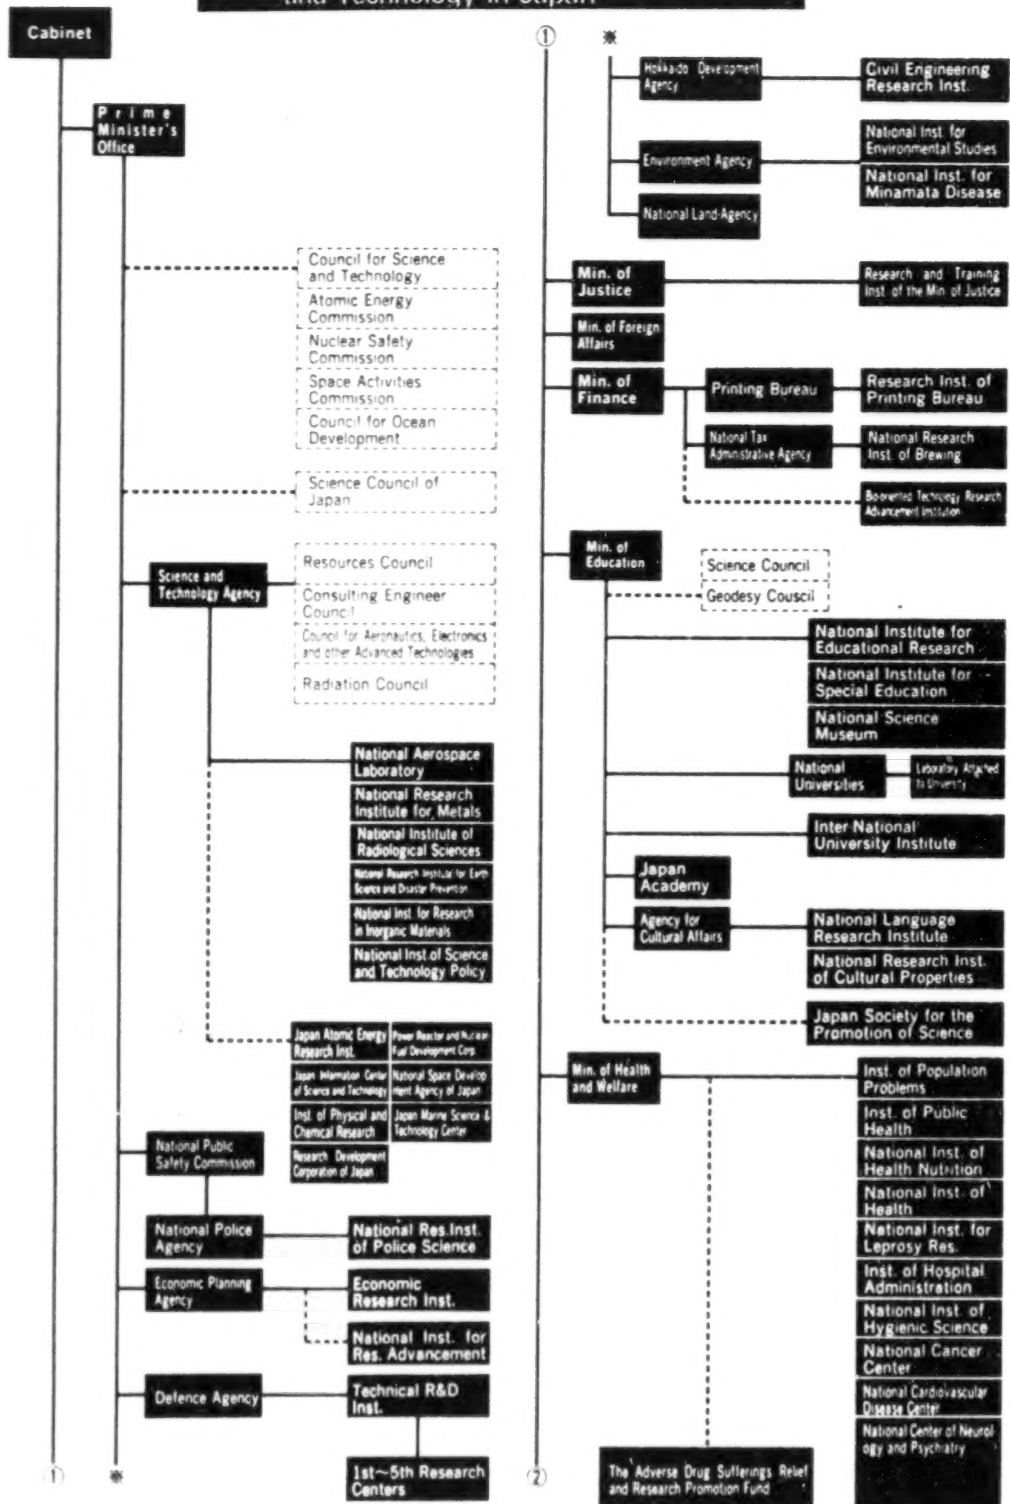 and Technology in Japan
Cabinet
Prime
Minister's
Office
Council for Science
and Technology
Atomic Energy
Commission
Nuclear Safety
Commission
Space Activities
Commission
Council for Ocean
Development
Science Council of
Japan
Science and
Technology Agency
Resources Council
Consulting Engineer
Council
Council for Aeronautics, Electronics
and other Advanced Technologies
Radiation Council
National Aerospace
Laboratory
National Research
Institute for Metals
National Institute of
Radiological Sciences
National Research Institute for Earth
Science and Disaster Prevention
National Inst. for Research
in Inorganic Materials
National Inst. of Science
and Technology Policy
Japan Atomic Energy
Research Inst.
Power Reactor and Nuclear
Fuel Development Corp.
Japan Information Center
of Science and Technology
National Space Develop
ment Agency of Japan
Inst. of Physical and
Chemical Research
Japan Marine Science &
Technology Center
Research Development
Corporation of Japan
National Public
Safety Commission
National Police
Agency
National Res. Inst.
of Police Science
Economic Planning
Agency
Economic
Research Inst.
National Inst. for
Res. Advancement
Defence Agency
Technical R&D
Inst.
1st~5th Research
Centers
①
※
①
※
Hokkaido Development
Agency
Civil Engineering
Research Inst.
Environment Agency
National Inst. for
Environmental Studies
National Inst. for
Minamata Disease
National Land-Agency
Min. of
Justice
Research and Training
Inst. of the Min. of Justice
Min. of Foreign
Affairs
Min. of
Finance
Printing Bureau
Research Inst. of
Printing Bureau
National Tax
Administrative Agency
National Research
Inst. of Brewing
Bio-oriented Technology Research
Advancement Institution
Min. of
Education
Science Council
Geodesy Couscil
National Institute for
Educational Research
National Institute for
Special Education
National Science
Museum
National
Universities
Laboratory Attached
to University
Inter-National
University Institute
Japan
Academy
Agency for
Cultural Affairs
National Language
Research Institute
National Research Inst.
of Cultural Properties
Japan Society for the
Promotion of Science
Min. of Health
and Welfare
Inst. of Population
Problems
Inst. of Public
Health
National Inst. of
Health Nutrition
National Inst. of
Health
National Inst. for
Leprosy Res.
Inst. of Hospital
Administration
National Inst. of
Hygienic Science
National Cancer
Center
National Cardiovascular
Disease Center
National Center of Neurol
ogy and Psychiatry
The Adverse Drug Sufferings Relief
and Research Promotion Fund
②